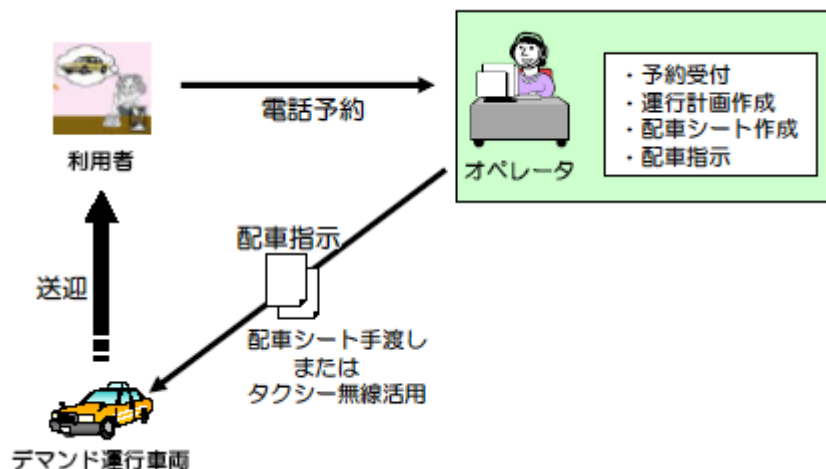 利用者
電話予約
オペレータ
・予約受付
・運行計画作成
・配車シート作成
・配車指示
配車指示
配車シート手渡し
または
タクシー無線活用
送迎
デマンド運行車両